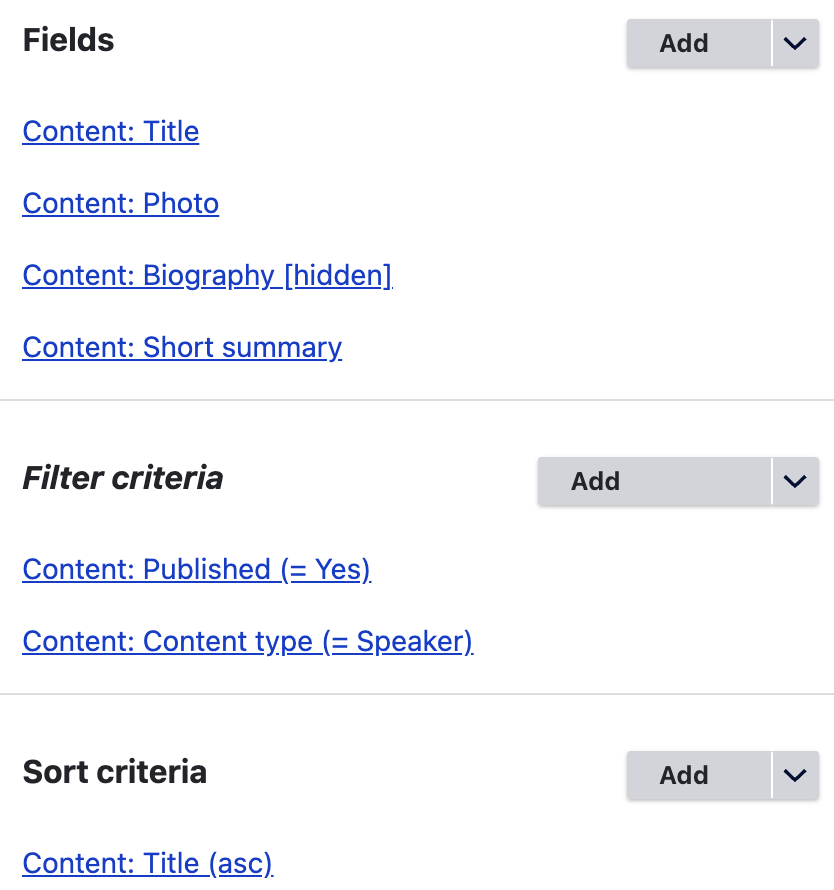 Fields
Add
Content: Title
Content: Photo
Content: Biography [hidden]
Content: Short summary
Filter criteria
Add
Content: Published (= Yes)
Content: Content type (= Speaker)
Sort criteria
Add
Content: Title (asc)